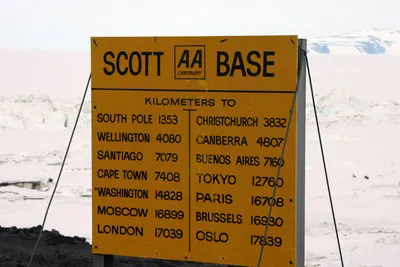 SCOTT AA CANTERBURY BASE
KILOMETERS TO
SOUTH POLE 1353
WELLINGTON 4080
SANTIAGO 7079
CAPE TOWN 7408
WASHINGTON 14828
MOSCOW 16899
LONDON 17039
CHRISTCHURCH 3832
CANBERRA 4807
BUENOS AIRES 7160
TOKYO 12760
PARIS 16708
BRUSSELS 16930
OSLO 17839